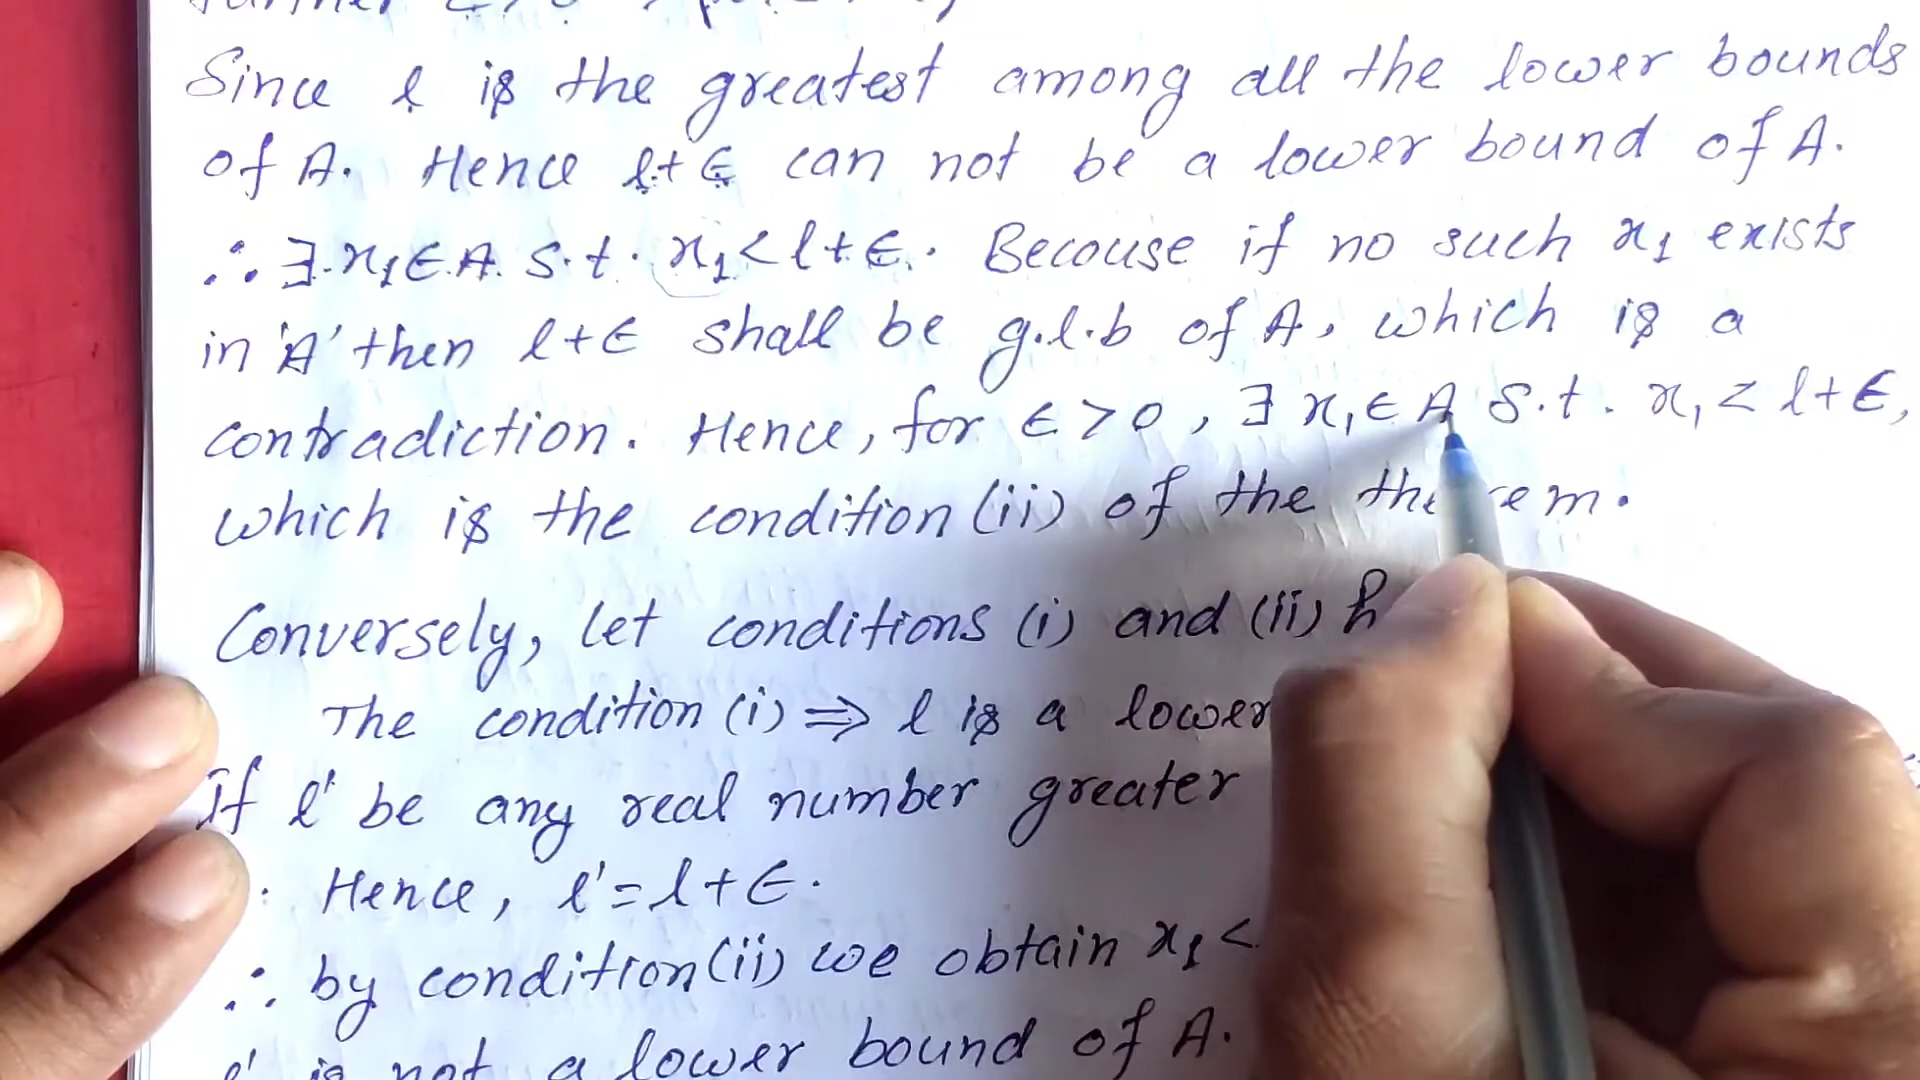 Since l is the greatest among all the lower bounds
of A. Hence l+ϵ can not be a lower bound of A.
∴ ∃ x₁∈A s.t. x₁<l+ϵ. Becouse if no such x₁ exists
in 'A' then l+ϵ shall be g.l.b of A, which is a
contradiction. Hence, for ϵ>0, ∃ x₁∈A s.t. x₁<l+ϵ,
which is the condition (ii) of the
Conversely, let conditions (i) and (ii)
The condition (i) ⇒ l is a lower
If l' be any real number greater
Hence, l'=l+ϵ.
∴ by condition (ii) we obtain x₁<
l' is not a lower bound of A.